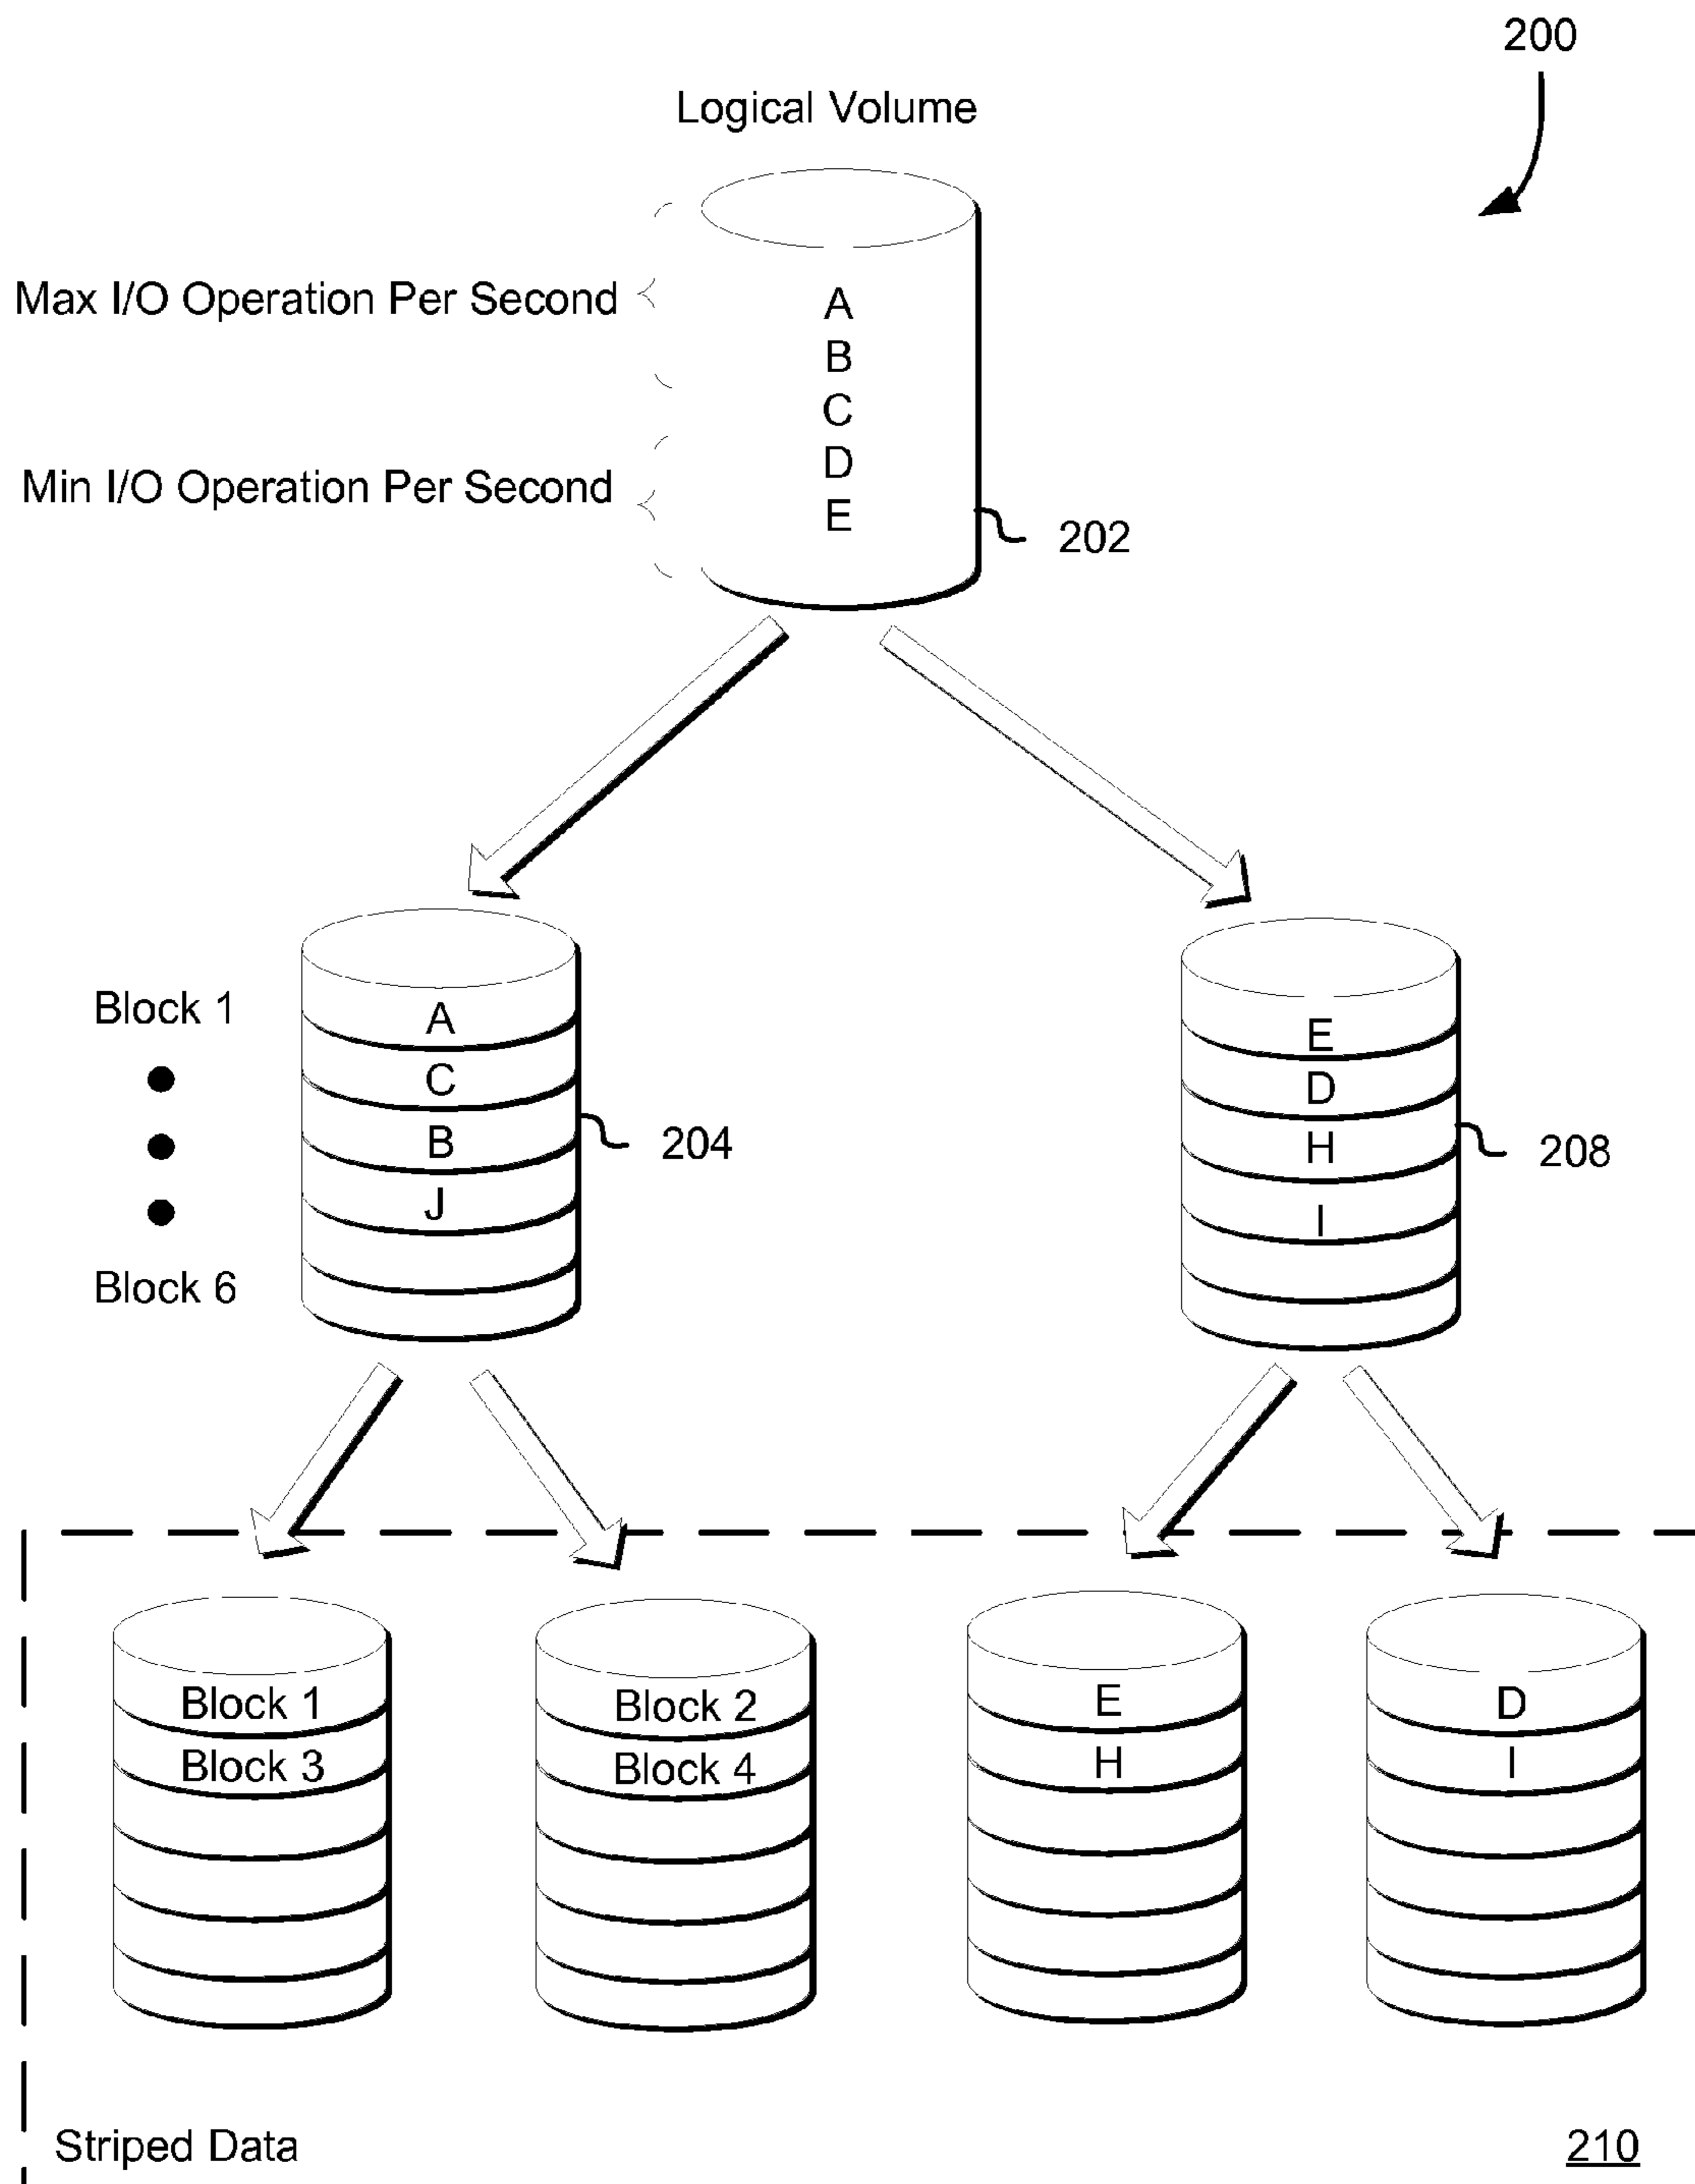 200
Logical Volume
Max I/O Operation Per Second
A
B
C
Min I/O Operation Per Second
D
E
202
Block 1
A
C
B
J
Block 6
204
E
D
H
I
208
Block 1
Block 3
Block 2
Block 4
E
H
D
I
Striped Data
210